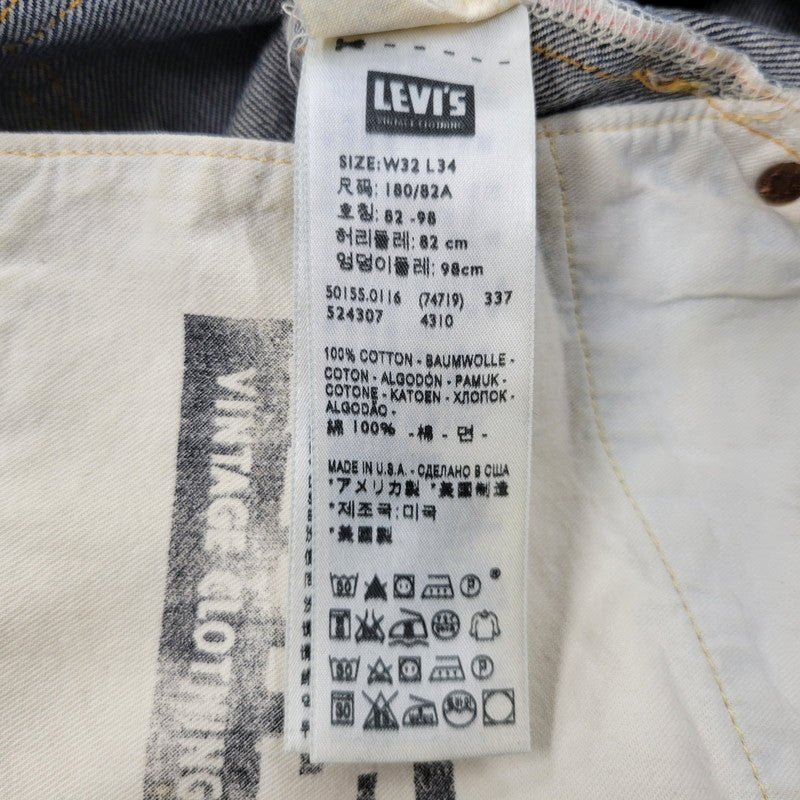 LEVI'S
VINTAGE CLOTHING
SIZE: W32 L34
尺码: 180/82A
호칭: 82 -98
허리둘레: 82 cm
엉덩이둘레: 98cm
50155.0116 (74719) 337
524307 4310
100% COTTON - BAUMWOLLE -
COTON - ALGODÓN - PAMUK -
COTONE - KATOEN - ХЛОПОК -
ALGODÃO -
綿 100% - 棉 - 면 -
MADE IN U.S.A. - СДЕЛАНО В США
*アメリカ製 *美国制造
*제조국:미국
*美國製
VINTAGE CLOTHING